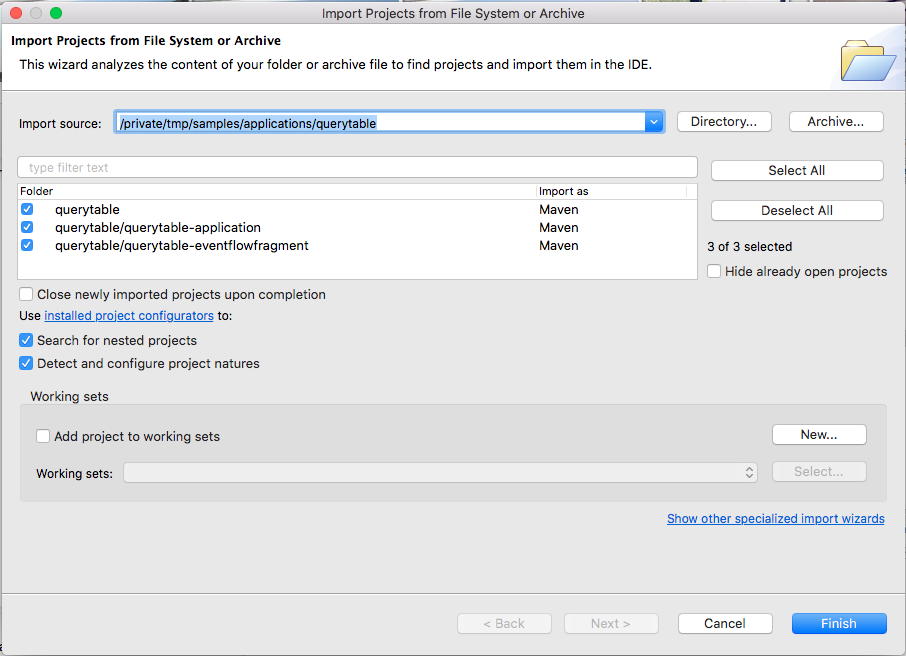 Import Projects from File System or Archive
Import Projects from File System or Archive
This wizard analyzes the content of your folder or archive file to find projects and import them in the IDE.
Import source: /private/tmp/samples/applications/querytable Directory... Archive...
type filter text Select All
Folder Import as
querytable Maven Deselect All
querytable/querytable-application Maven
querytable/querytable-eventflowfragment Maven 3 of 3 selected
Hide already open projects
Close newly imported projects upon completion
Use installed project configurators to:
Search for nested projects
Detect and configure project natures
Working sets
Add project to working sets New...
Working sets: Select...
Show other specialized import wizards
< Back Next > Cancel Finish